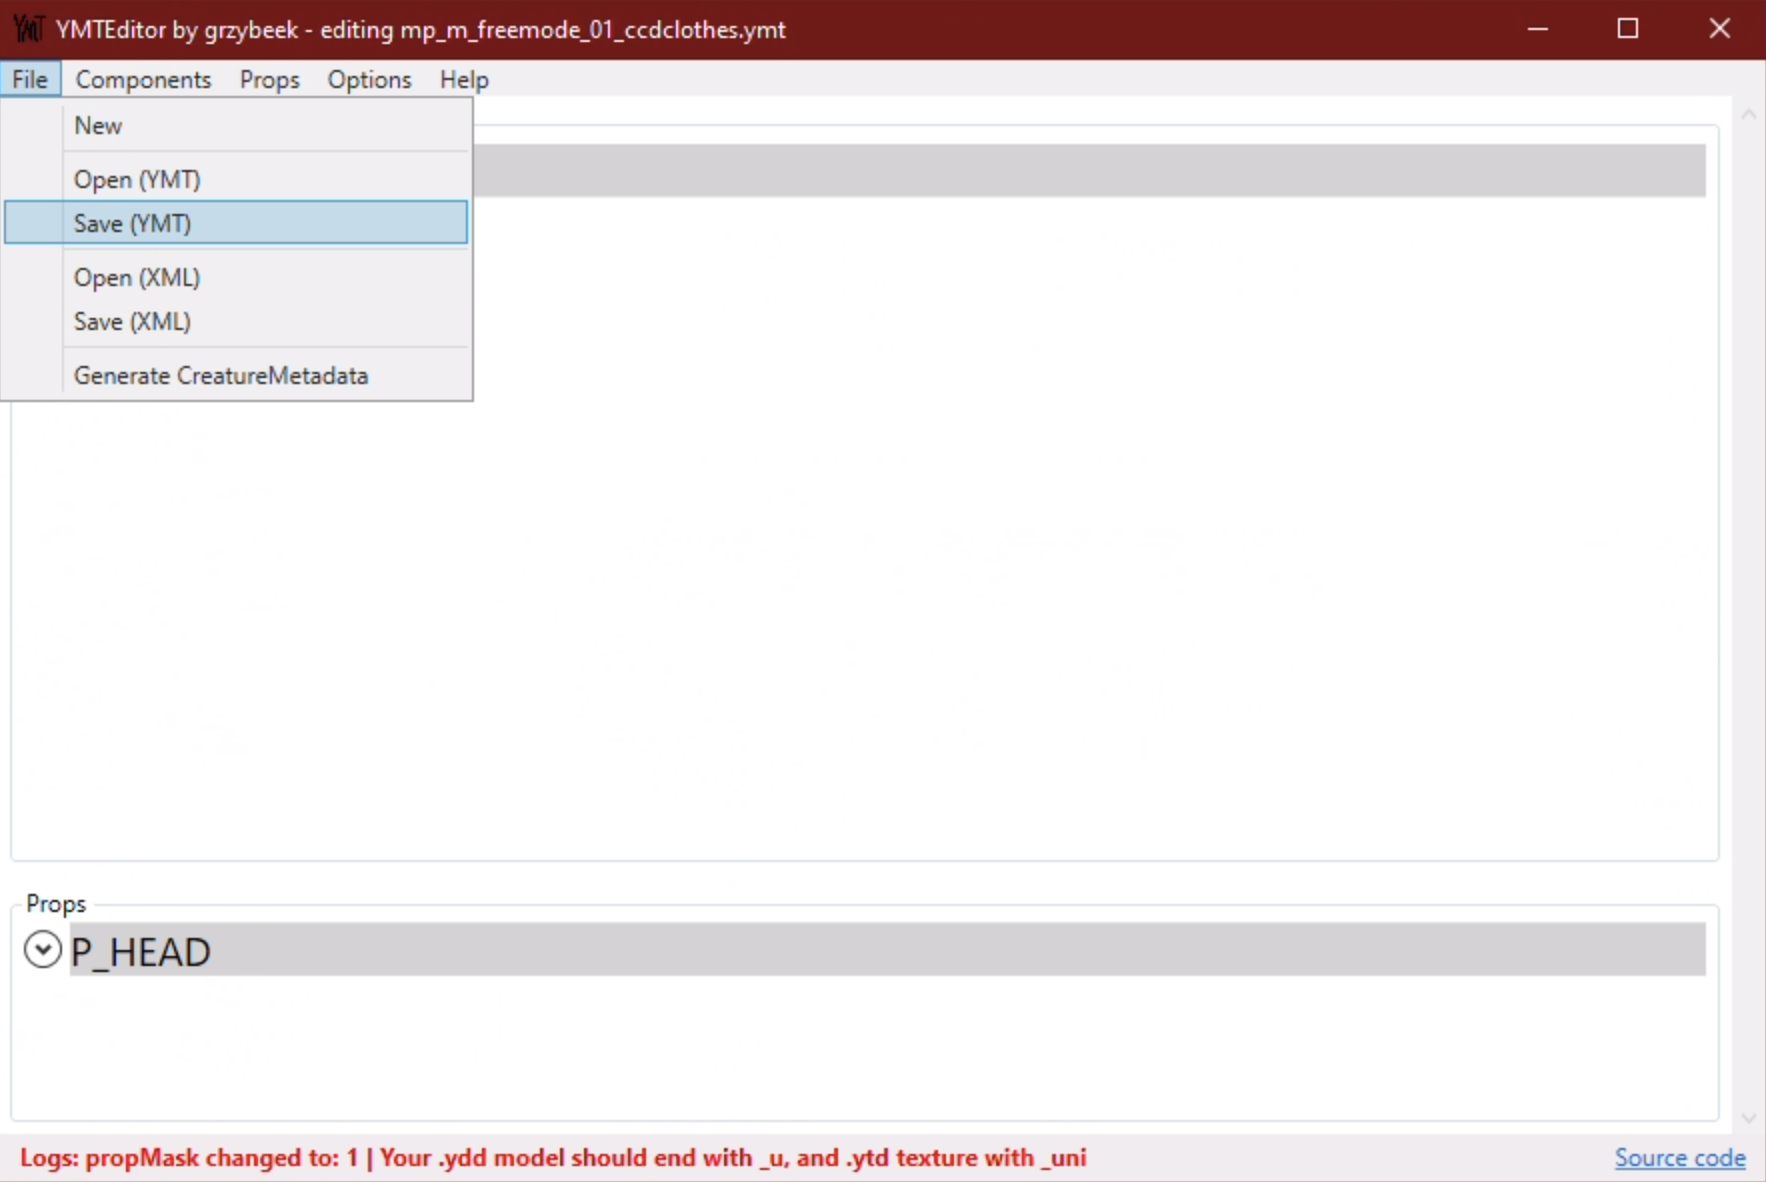 YMT YMTEditor by grzybeek - editing mp_m_freemode_01_ccdclothes.ymt
File Components Props Options Help
New
Open (YMT)
Save (YMT)
Open (XML)
Save (XML)
Generate CreatureMetadata
Props
P_HEAD
Logs: propMask changed to: 1 | Your .ydd model should end with _u, and .ytd texture with _uni
Source code